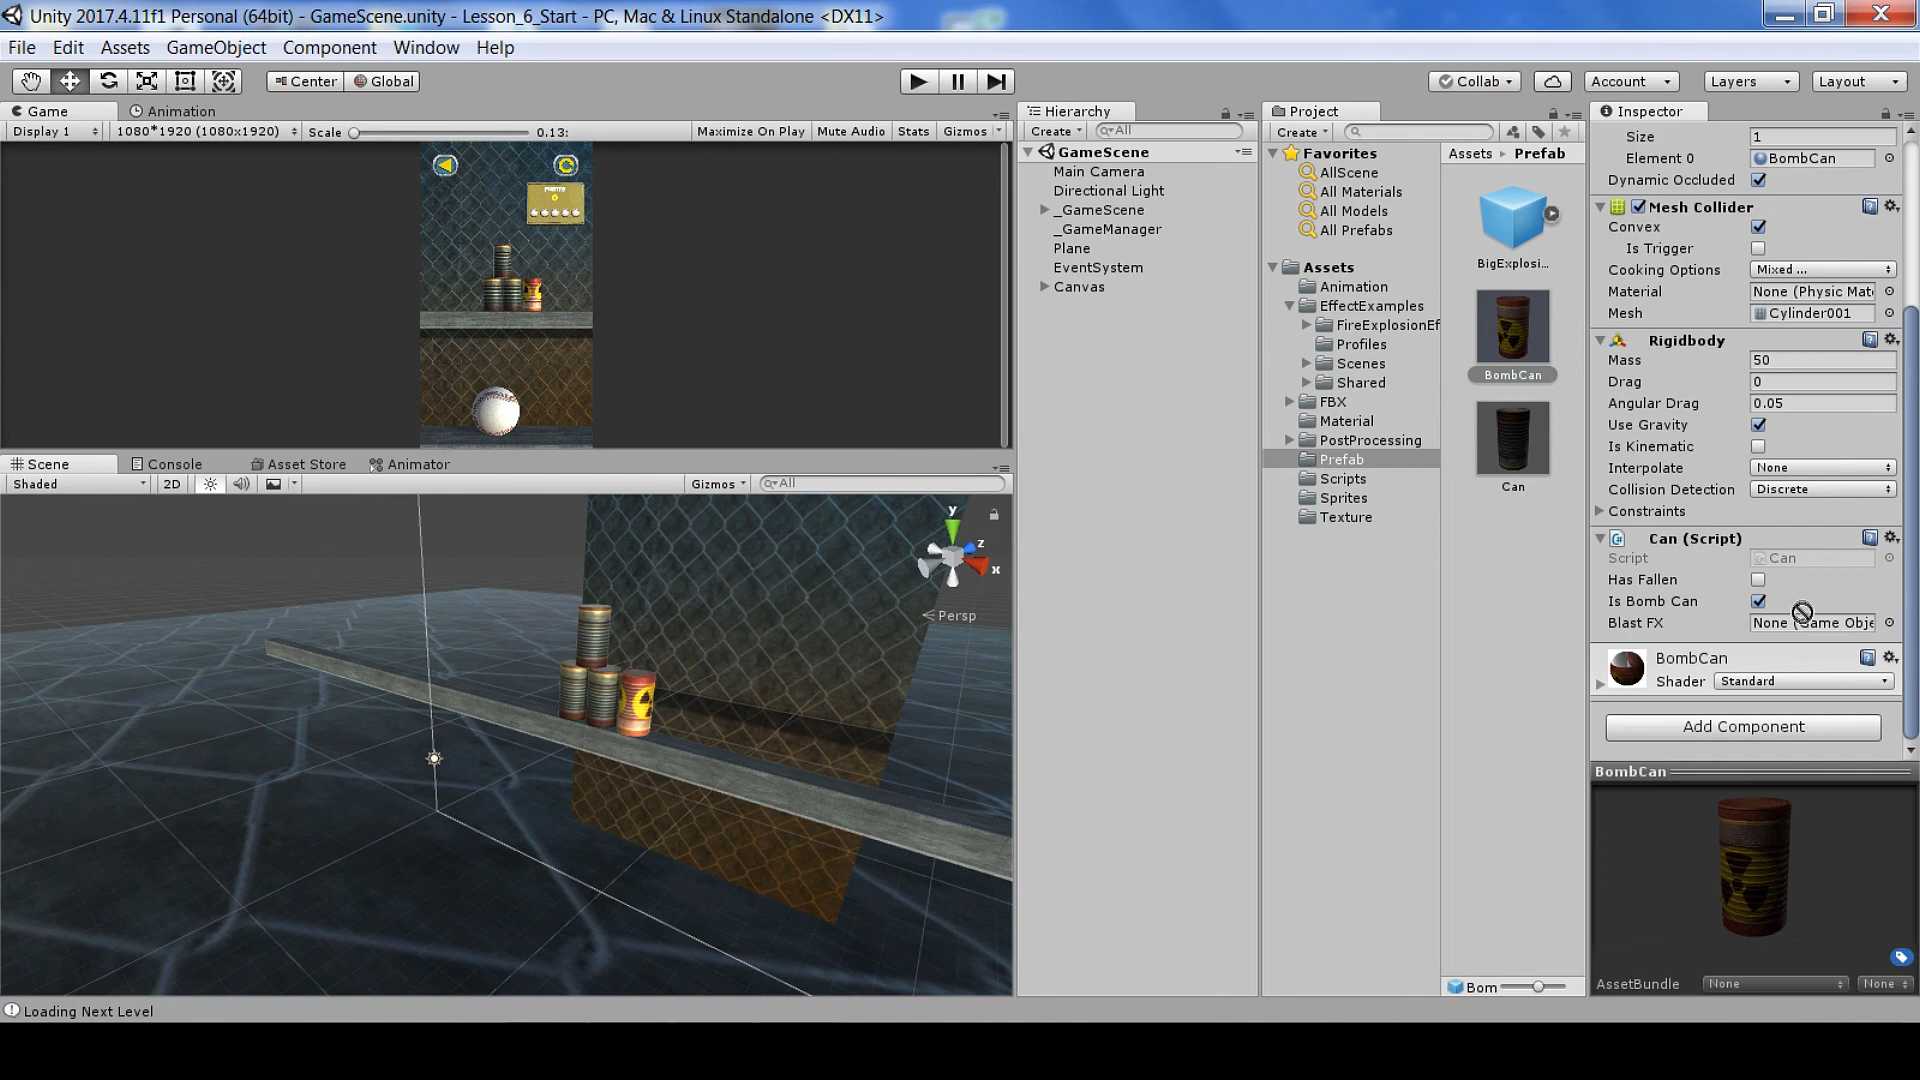 Unity 2017.4.11f1 Personal (64bit) - GameScene.unity - Lesson_6_Start - PC, Mac & Linux Standalone <DX11>
File Edit Assets GameObject Component Window Help
Center Global
Collab Account Layers Layout
Game Animation
Display 1 1080*1920 (1080x1920) Scale 0.13: Maximize On Play Mute Audio Stats Gizmos
POINTS
0
Scene Console Asset Store Animator
Shaded 2D Gizmos All
y
z
x
Persp
Hierarchy
Create All
GameScene
Main Camera
Directional Light
_GameScene
_GameManager
Plane
EventSystem
Canvas
Project
Create
Favorites
AllScene
All Materials
All Models
All Prefabs
Assets
Animation
EffectExamples
FireExplosionEf
Profiles
Scenes
Shared
FBX
Material
PostProcessing
Prefab
Scripts
Sprites
Texture
Assets Prefab
BigExplosi...
BombCan
Can
Bom
Inspector
Size 1
Element 0 BombCan
Dynamic Occluded
Mesh Collider
Convex
Is Trigger
Cooking Options Mixed ...
Material None (Physic Mat
Mesh Cylinder001
Rigidbody
Mass 50
Drag 0
Angular Drag 0.05
Use Gravity
Is Kinematic
Interpolate None
Collision Detection Discrete
Constraints
Can (Script)
Script Can
Has Fallen
Is Bomb Can
Blast FX None (Game Obje
BombCan
Shader Standard
Add Component
BombCan
AssetBundle None None
Loading Next Level